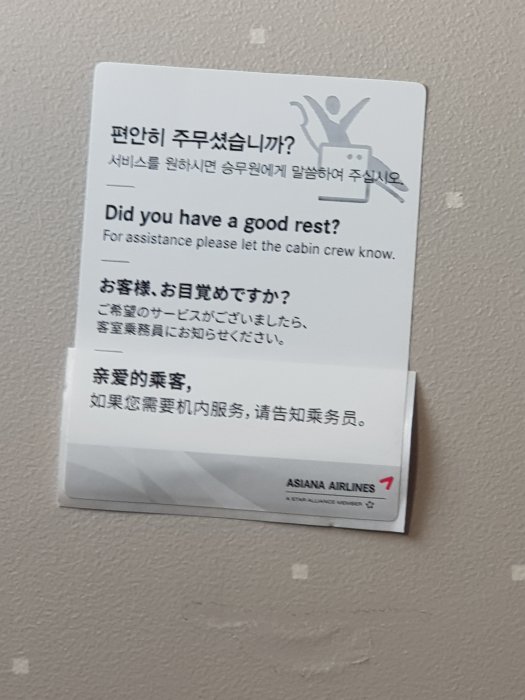 편안히 주무셨습니까?
서비스를 원하시면 승무원에게 말씀하여 주십시오.
Did you have a good rest?
For assistance please let the cabin crew know.
お客様、お目覚めですか?
ご希望のサービスがございましたら、
客室乗務員にお知らせください。
亲爱的乘客,
如果您需要机内服务,请告知乘务员。
ASIANA AIRLINES
A STAR ALLIANCE MEMBER